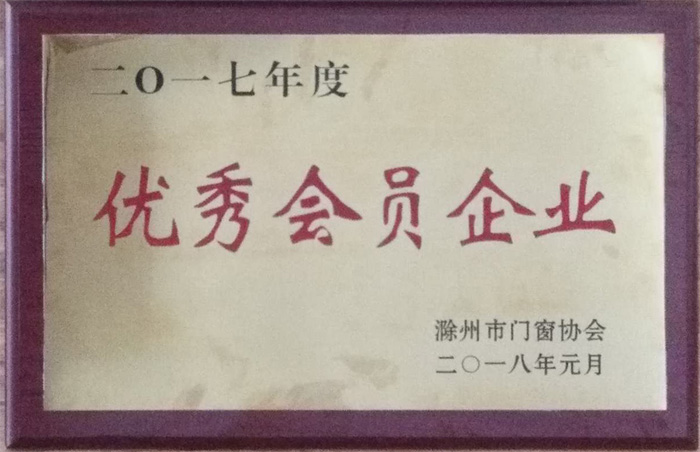 二〇一七年度
优秀会员企业
滁州市门窗协会
二〇一八年元月